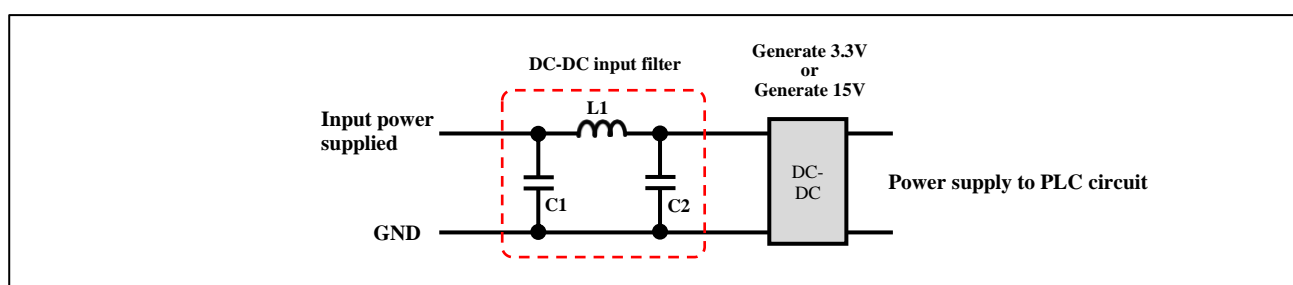 Generate 3.3V
or
Generate 15V
DC-DC input filter
L1
Input power
supplied
DC-
DC
Power supply to PLC circuit
C1
C2
GND